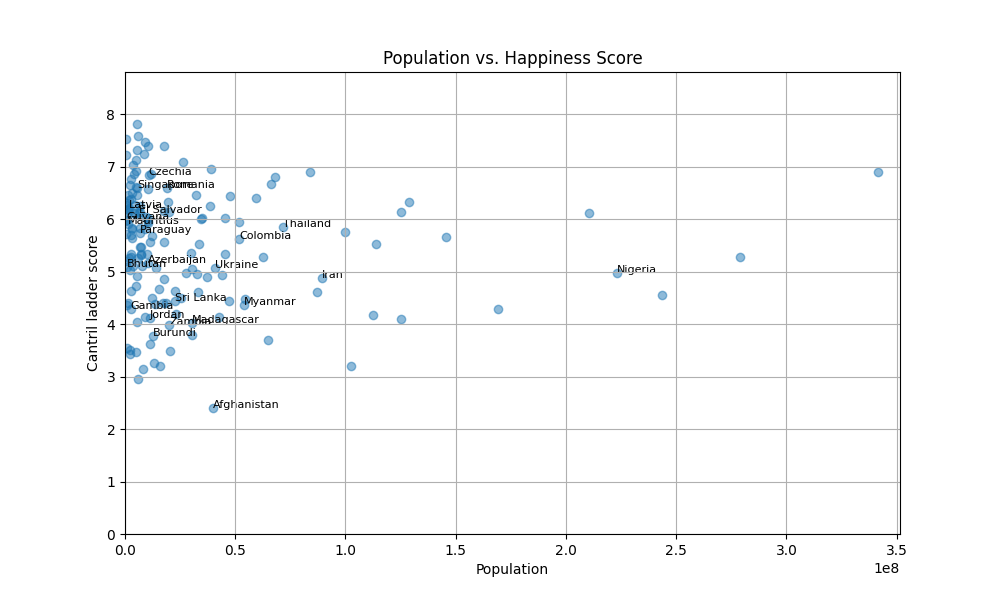 Population vs. Happiness Score
Cantril ladder score
8
7
6
5
4
3
2
1
0
Czechia
Singapore
Romania
Latvia
El Salvador
Guyana
Mauritius
Paraguay
Thailand
Colombia
Azerbaijan
Bhutan
Ukraine
Iran
Nigeria
Sri Lanka
Myanmar
Gambia
Jordan
Zambia
Madagascar
Burundi
Afghanistan
0.0 0.5 1.0 1.5 2.0 2.5 3.0 3.5
1e8
Population